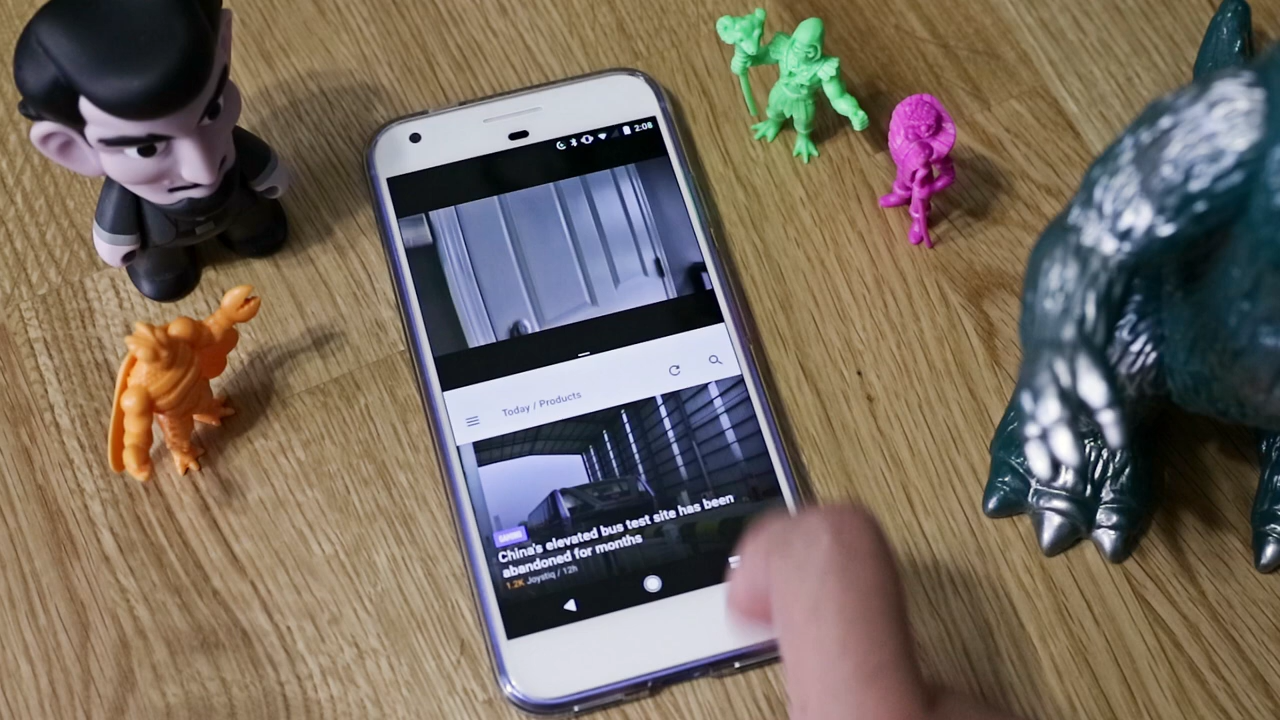 2:08
Today / Products
China's elevated bus test site has been
abandoned for months
1.2K Joystiq / 12h